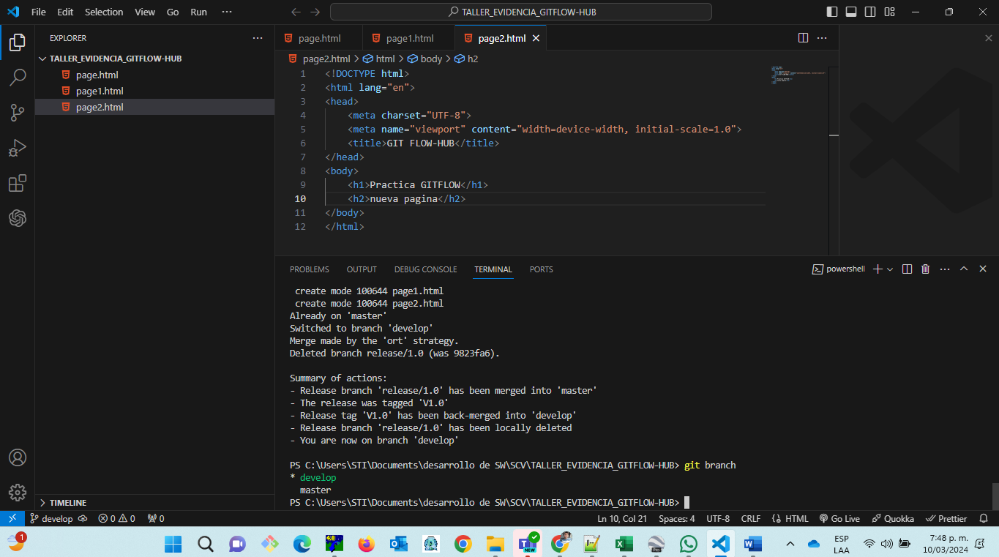 File Edit Selection View Go Run ···
TALLER_EVIDENCIA_GITFLOW-HUB
EXPLORER
TALLER_EVIDENCIA_GITFLOW-HUB
page.html
page1.html
page2.html
TIMELINE
page.html page1.html page2.html
page2.html > html > body > h2
1 <!DOCTYPE html>
2 <html lang="en">
3 <head>
4 <meta charset="UTF-8">
5 <meta name="viewport" content="width=device-width, initial-scale=1.0">
6 <title>GIT FLOW-HUB</title>
7 </head>
8 <body>
9 <h1>Practica GITFLOW</h1>
10 <h2>nueva pagina</h2>
11 </body>
12 </html>
PROBLEMS OUTPUT DEBUG CONSOLE TERMINAL PORTS
powershell
create mode 100644 page1.html
create mode 100644 page2.html
Already on 'master'
Switched to branch 'develop'
Merge made by the 'ort' strategy.
Deleted branch release/1.0 (was 9823fa6).
Summary of actions:
- Release branch 'release/1.0' has been merged into 'master'
- The release was tagged 'V1.0'
- Release tag 'V1.0' has been back-merged into 'develop'
- Release branch 'release/1.0' has been locally deleted
- You are now on branch 'develop'
PS C:\Users\STI\Documents\desarrollo de SW\SCV\TALLER_EVIDENCIA_GITFLOW-HUB> git branch
* develop
master
PS C:\Users\STI\Documents\desarrollo de SW\SCV\TALLER_EVIDENCIA_GITFLOW-HUB>
develop 0 0 0 Ln 10, Col 21 Spaces: 4 UTF-8 CRLF HTML Go Live Quokka Prettier
1
4.0
NEW
Pro
ESP
LAA
7:48 p. m.
10/03/2024